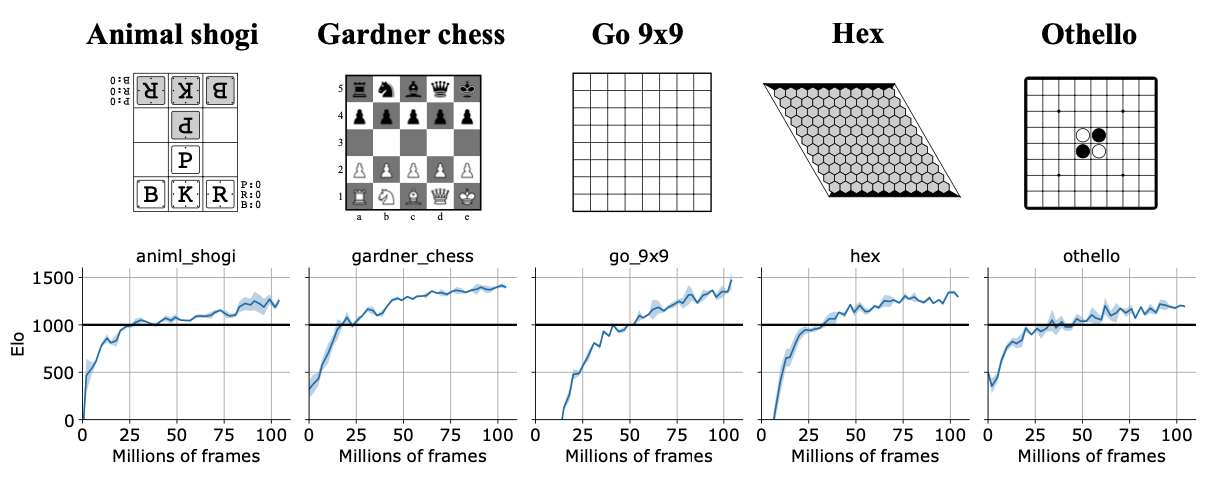 Animal shogi
Gardner chess
Go 9x9
Hex
Othello
P:0
R:0
B:0
B K R
P
P
B K R
P:0
R:0
B:0
5
4
3
2
1
a b c d e
animl_shogi
gardner_chess
go_9x9
hex
othello
Elo
1500
1000
500
0
0 25 50 75 100
0 25 50 75 100
0 25 50 75 100
0 25 50 75 100
0 25 50 75 100
Millions of frames
Millions of frames
Millions of frames
Millions of frames
Millions of frames